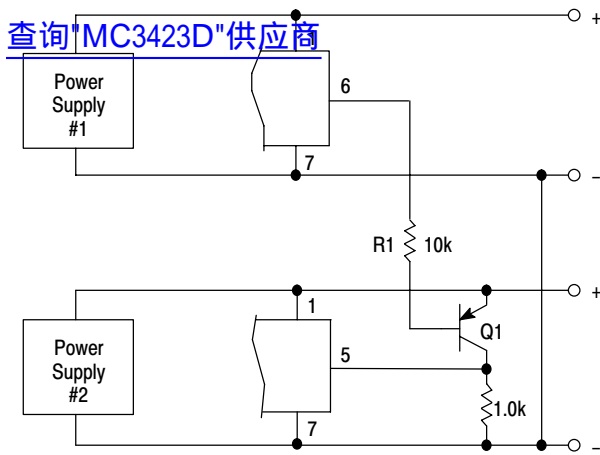 +
查询"MC3423D"供应商
1
Power
Supply
#1
6
7
–
R1
10k
+
1
Q1
Power
Supply
#2
5
1.0k
7
–